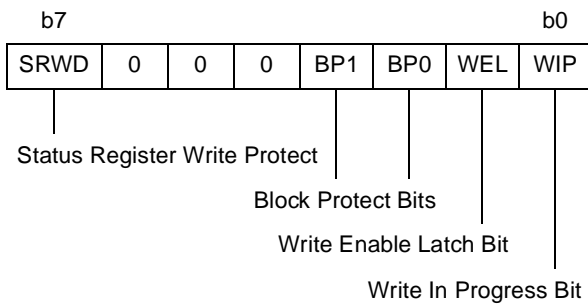 b7 b0
SRWD 0 0 0 BP1 BP0 WEL WIP
Status Register Write Protect
Block Protect Bits
Write Enable Latch Bit
Write In Progress Bit